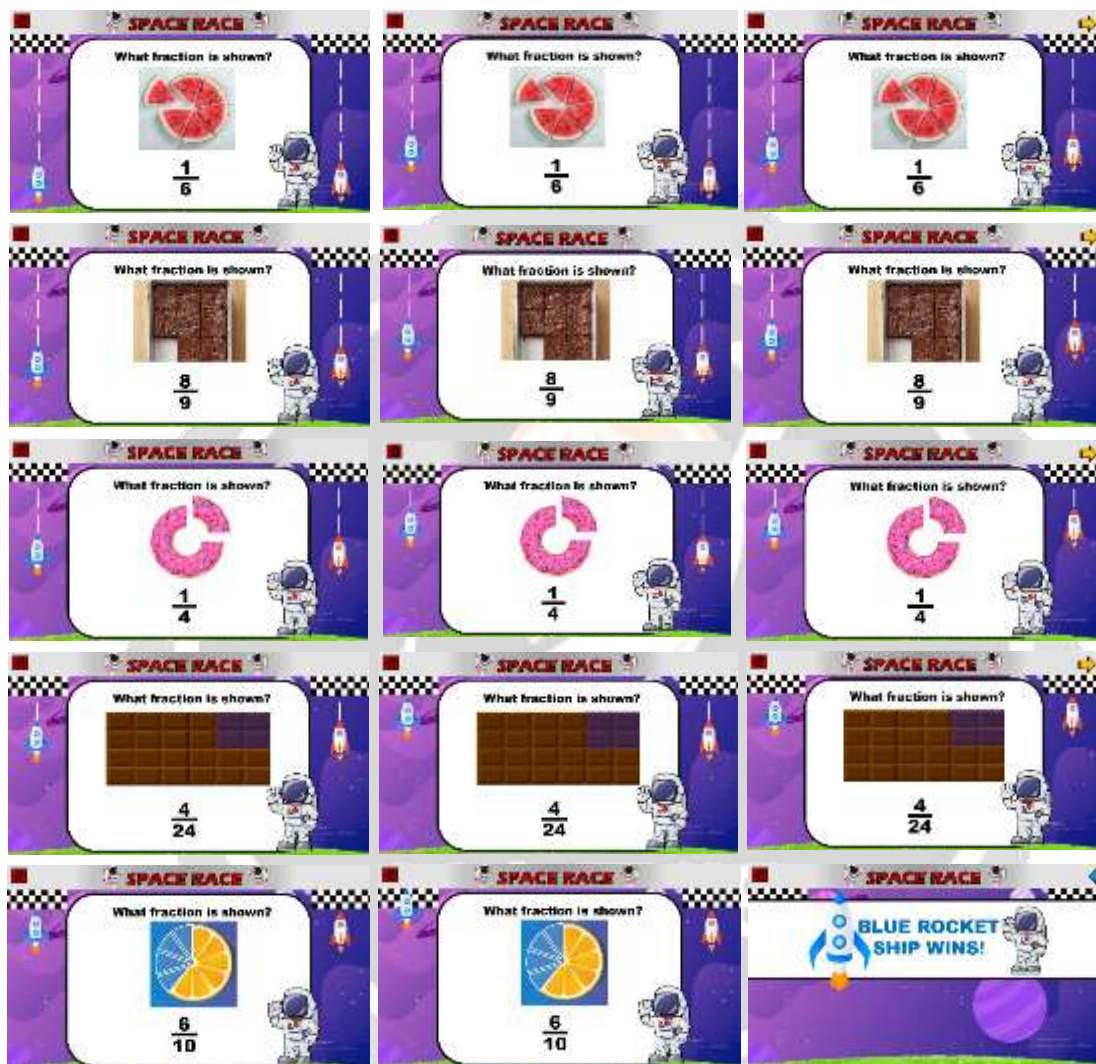 SPACE RACE
What fraction is shown?
1
6
SPACE RACE
What fraction is shown?
1
6
SPACE RACE
What fraction is shown?
1
6
SPACE RACE
What fraction is shown?
8
9
SPACE RACE
What fraction is shown?
8
9
SPACE RACE
What fraction is shown?
8
9
SPACE RACE
What fraction is shown?
1
4
SPACE RACE
What fraction is shown?
1
4
SPACE RACE
What fraction is shown?
1
4
SPACE RACE
What fraction is shown?
4
24
SPACE RACE
What fraction is shown?
4
24
SPACE RACE
What fraction is shown?
4
24
SPACE RACE
What fraction is shown?
6
10
SPACE RACE
What fraction is shown?
6
10
SPACE RACE
BLUE ROCKET
SHIP WINS!